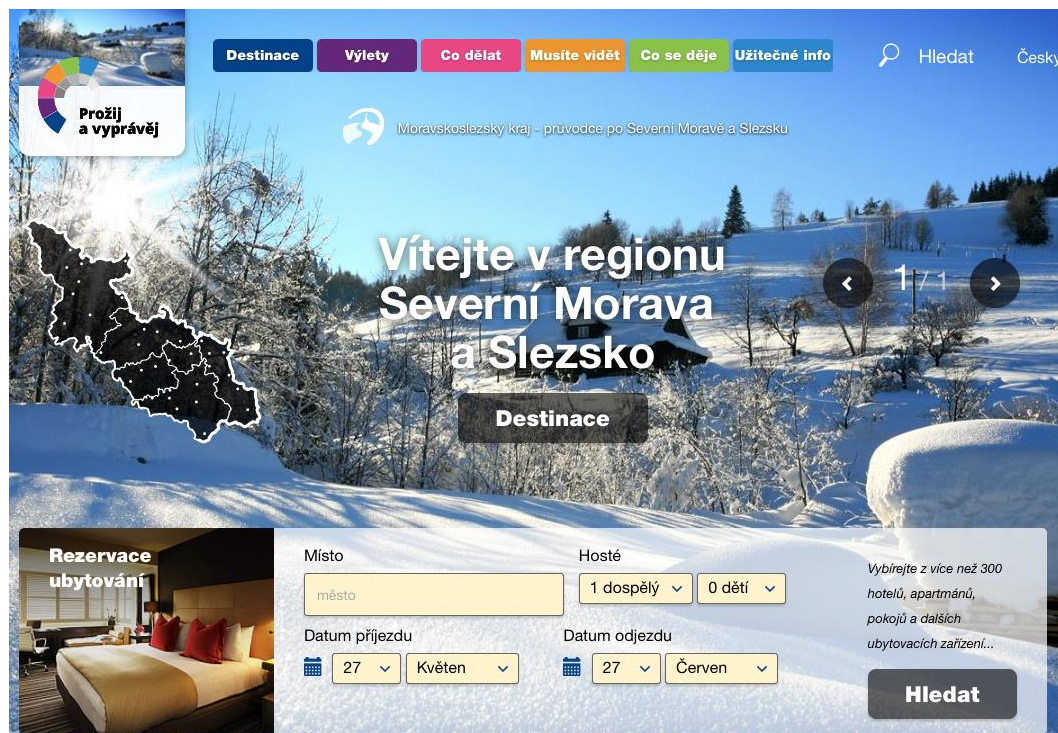 Prožij
a vyprávěj
Destinace
Výlety
Co dělat
Musíte vidět
Co se děje
Užitečné info
Hledat
Česky
Moravskoslezský kraj - průvodce po Severní Moravě a Slezsku
Vítejte v regionu
Severní Morava
a Slezsko
1 / 1
Destinace
Rezervace
ubytování
Místo
město
Hosté
1 dospělý
0 dětí
Datum příjezdu
27
Květen
Datum odjezdu
27
Červen
Vybírejte z více než 300
hotelů, apartmánů,
pokojů a dalších
ubytovacích zařízení...
Hledat